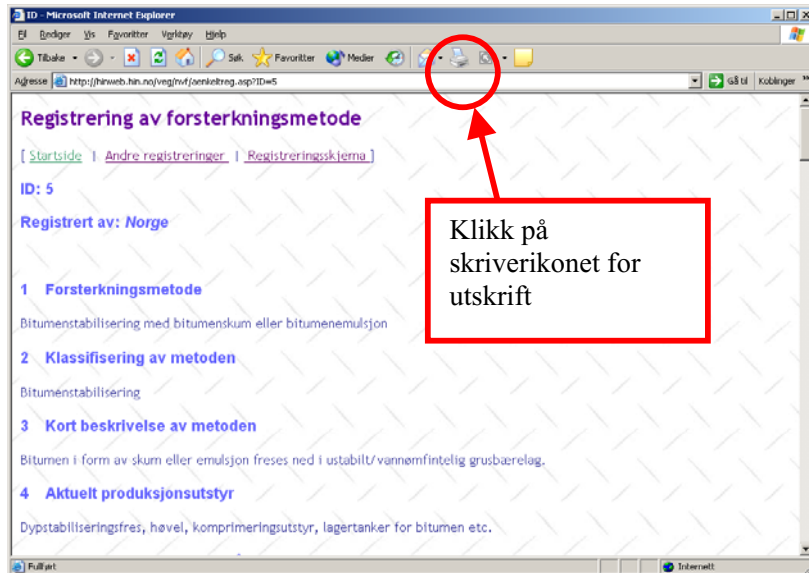 ID - Microsoft Internet Explorer
Fil Rediger Vis Favoritter Verktøy Hjelp
Tilbake Søk Favoritter Medier
Adresse http://hinweb.hin.no/veg/nvf/aenkeltreg.asp?ID=5 Gå til Koblinger »
Registrering av forsterkningsmetode
[ Startside | Andre registreringer | Registreringsskjema ]
ID: 5
Registrert av: Norge
Klikk på
skriverikonet for
utskrift
1 Forsterkningsmetode
Bitumenstabilisering med bitumenskum eller bitumenemulsjon
2 Klassifisering av metoden
Bitumenstabilisering
3 Kort beskrivelse av metoden
Bitumen i form av skum eller emulsjon freses ned i ustabilt/vannømfintelig grusbærelag.
4 Aktuelt produksjonsutstyr
Dypstabiliseringsfres, høvel, komprimeringsutstyr, lagertanker for bitumen etc.
Fullført Internett